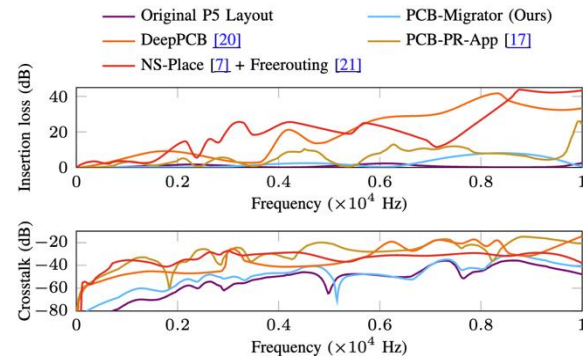 Original P5 Layout
PCB-Migrator (Ours)
DeepPCB [20]
PCB-PR-App [17]
NS-Place [7] + Freerouting [21]
Insertion loss (dB)
40
20
0
0 0.2 0.4 0.6 0.8 1
Frequency (×10⁴ Hz)
Crosstalk (dB)
−20
−40
−60
−80
0 0.2 0.4 0.6 0.8 1
Frequency (×10⁴ Hz)